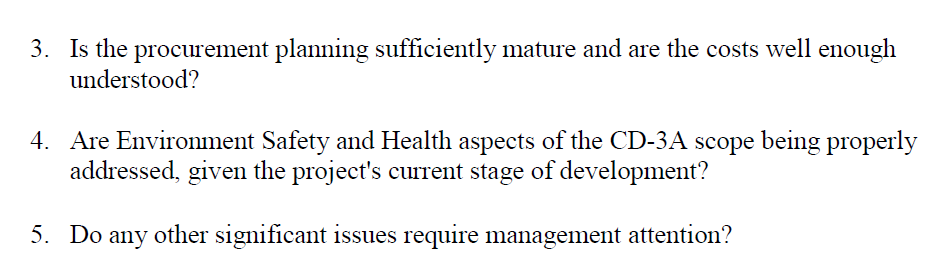 3. Is the procurement planning sufficiently mature and are the costs well enough
understood?
4. Are Environment Safety and Health aspects of the CD-3A scope being properly
addressed, given the project's current stage of development?
5. Do any other significant issues require management attention?